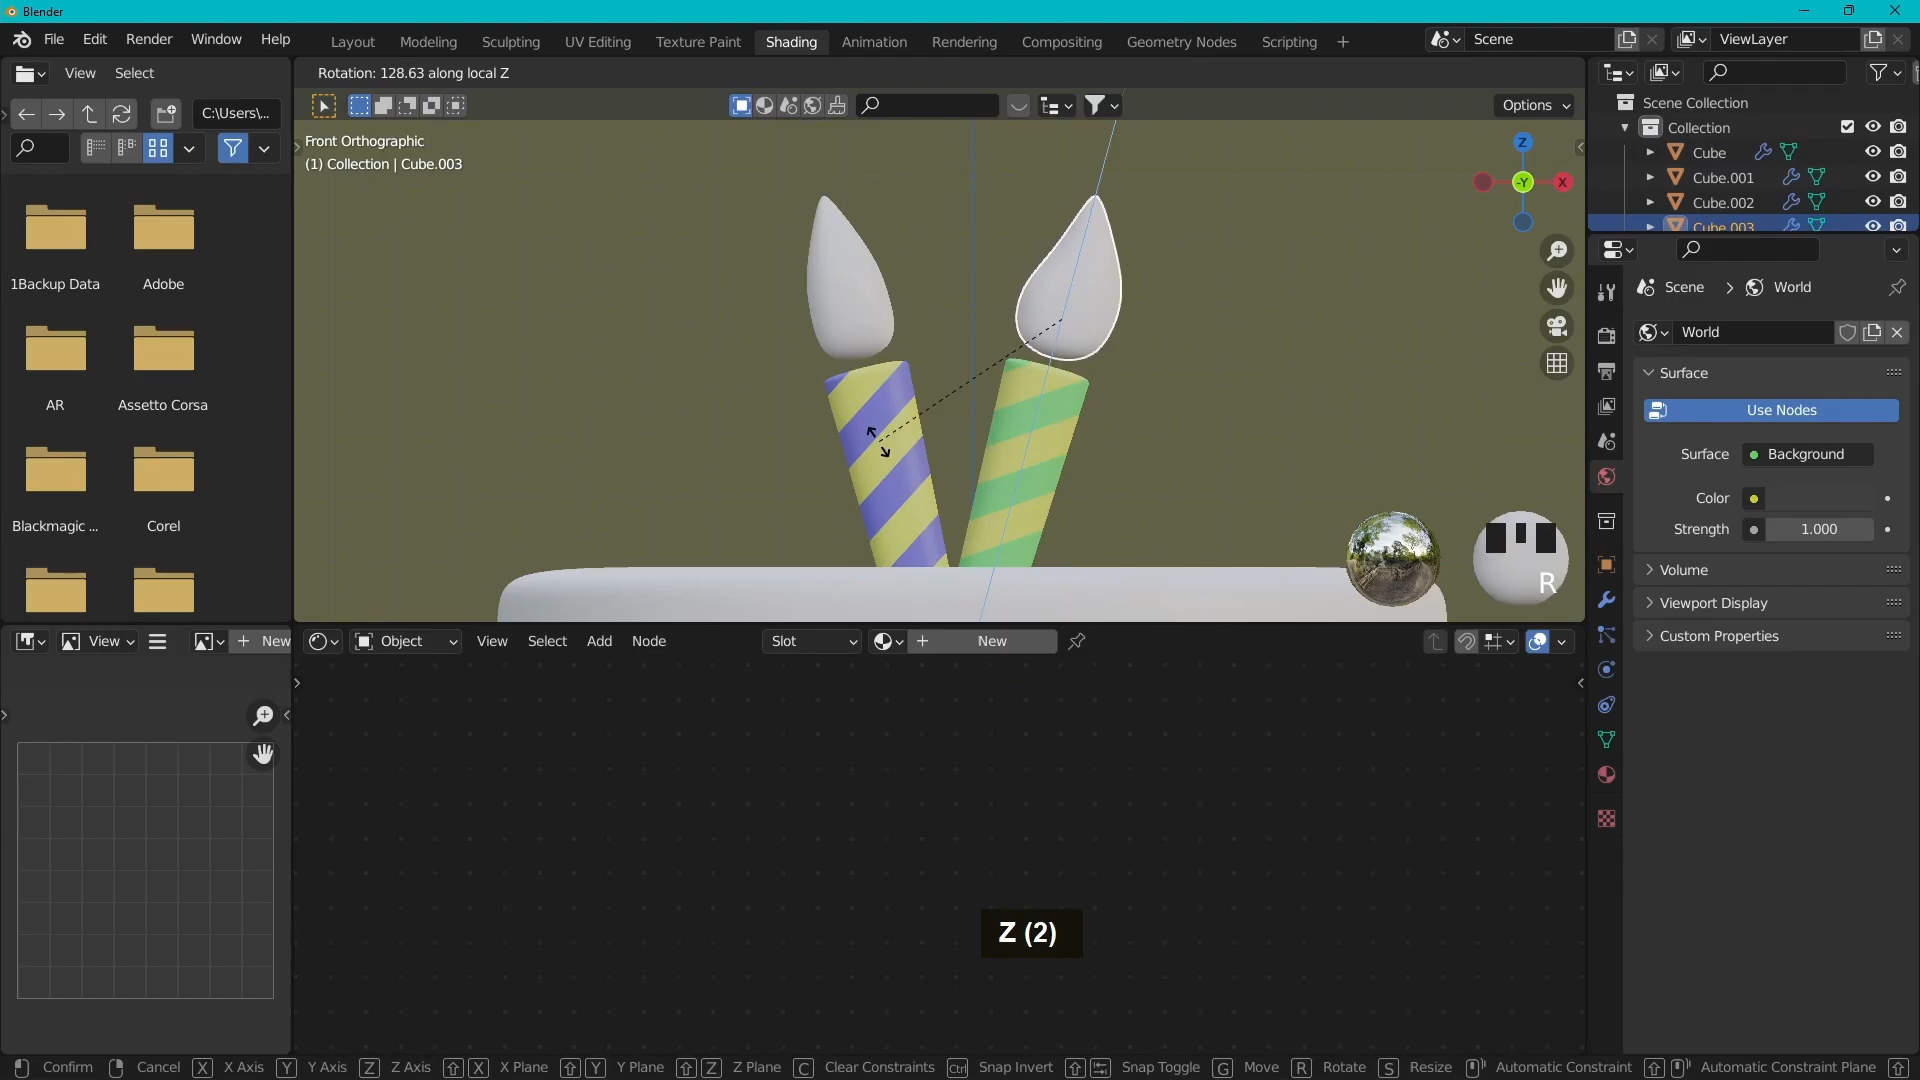 Blender
File Edit Render Window Help
Layout Modeling Sculpting UV Editing Texture Paint Shading Animation Rendering Compositing Geometry Nodes Scripting +
Scene
ViewLayer
View Select
Rotation: 128.63 along local Z
C:\Users\...
Options
Front Orthographic
(1) Collection | Cube.003
Z
-Y
X
Scene Collection
Collection
Cube
Cube.001
Cube.002
Cube.003
1Backup Data
Adobe
AR
Assetto Corsa
Blackmagic ...
Corel
Scene > World
World
Surface
Use Nodes
Surface Background
Color
Strength 1.000
Volume
Viewport Display
Custom Properties
R
View
+ New
Object View Select Add Node
Slot
+ New
Z (2)
Confirm Cancel X X Axis Y Y Axis Z Z Axis X X Plane Y Y Plane Z Z Plane C Clear Constraints Ctrl Snap Invert Snap Toggle G Move R Rotate S Resize Automatic Constraint Automatic Constraint Plane